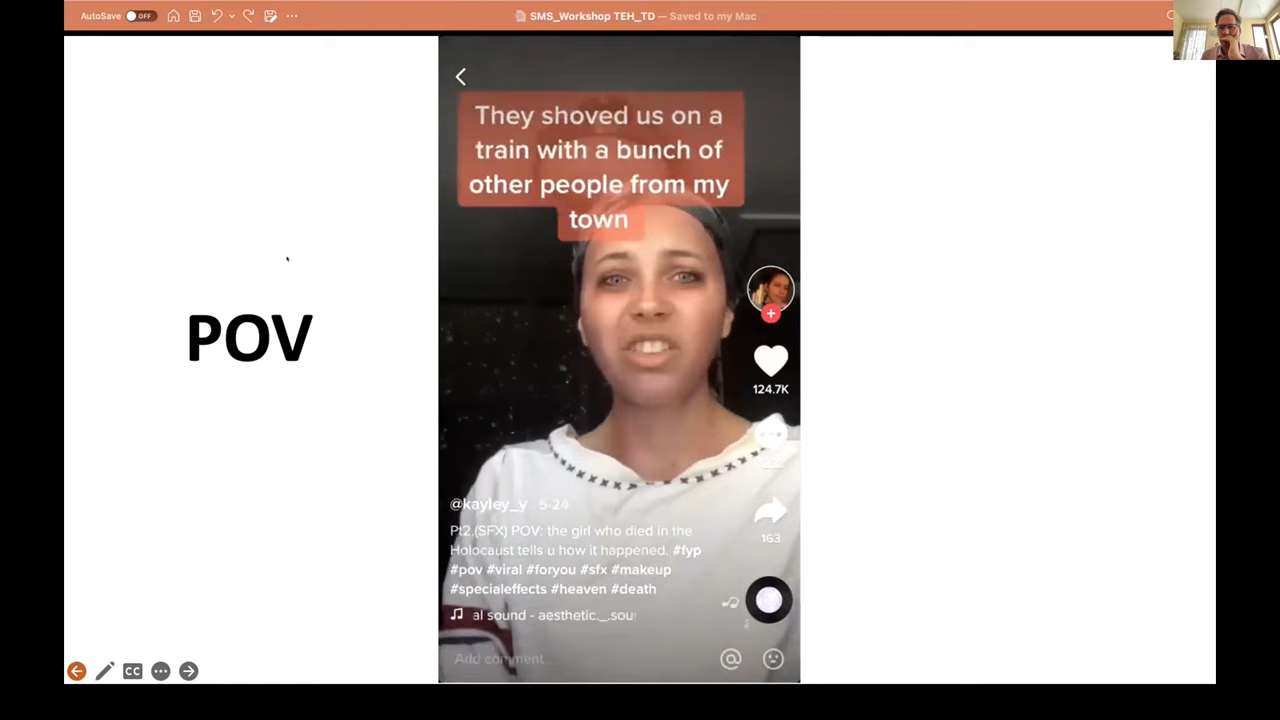 AutoSave OFF
SMS_Workshop TEH_TD — Saved to my Mac
They shoved us on a
train with a bunch of
other people from my
town
POV
124.7K
@kayley_y 5-24
Pt2.(SFX) POV: the girl who died in the
Holocaust tells u how it happened. #fyp
163
#pov #viral #foryou #sfx #makeup
#specialeffects #heaven #death
al sound - aesthetic._.sou
Add comment...
CC